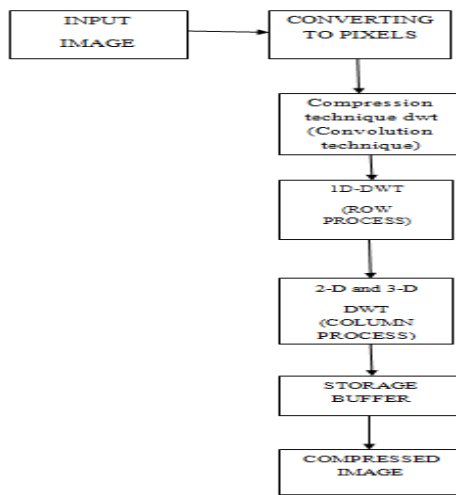 INPUT
IMAGE
CONVERTING
TO PIXELS
Compression
technique dwt
(Convolution
technique)
1D-DWT
(ROW
PROCESS)
2-D and 3-D
DWT
(COLUMN
PROCESS)
STORAGE
BUFFER
COMPRESSED
IMAGE